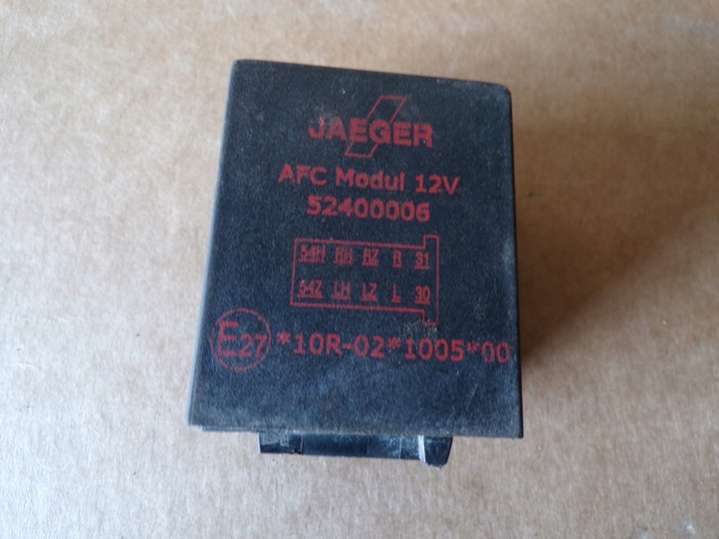 JAEGER
AFC Modul 12V
52400006
54H RH RZ R 31
54Z LH LZ L 30
E27 *10R-02*1005*00